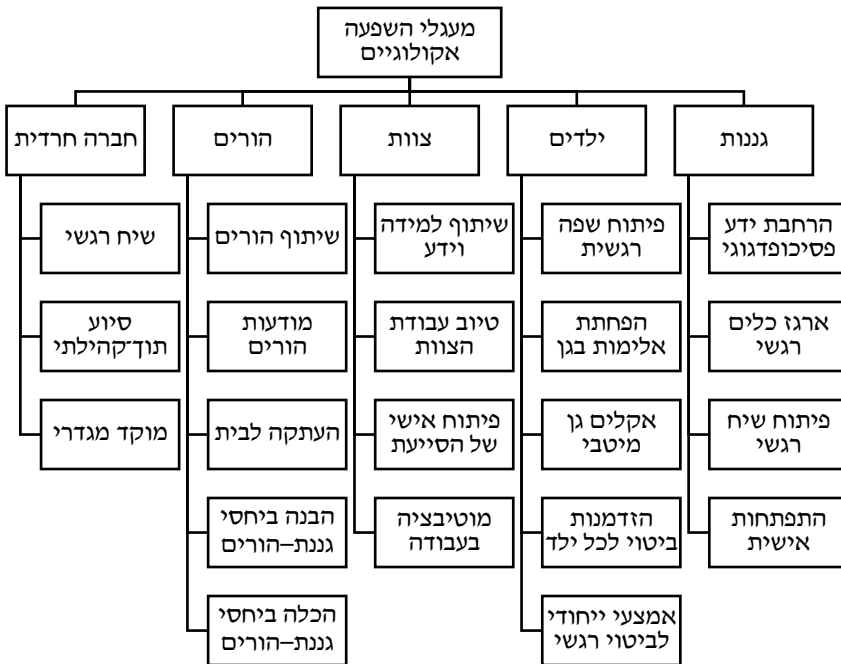 מעגלי השפעה
אקולוגיים
גננות
ילדים
צוות
הורים
חברה חרדית
הרחבת ידע
פסיכופדגוגי
ארגז כלים
רגשי
פיתוח שיח
רגשי
התפתחות
אישית
פיתוח שפה
רגשית
הפחתת
אלימות בגן
אקלים גן
מיטבי
הזדמנות
ביטוי לכל ילד
אמצעי ייחודי
לביטוי רגשי
שיתוף למידה
וידע
טיוב עבודת
הצוות
פיתוח אישי
של הסייעת
מוטיבציה
בעבודה
שיתוף הורים
מודעות
הורים
העתקה לבית
הבנה ביחסי
גננת–הורים
הכלה ביחסי
גננת–הורים
שיח רגשי
סיוע
תוך־קהילתי
מוקד מגדרי